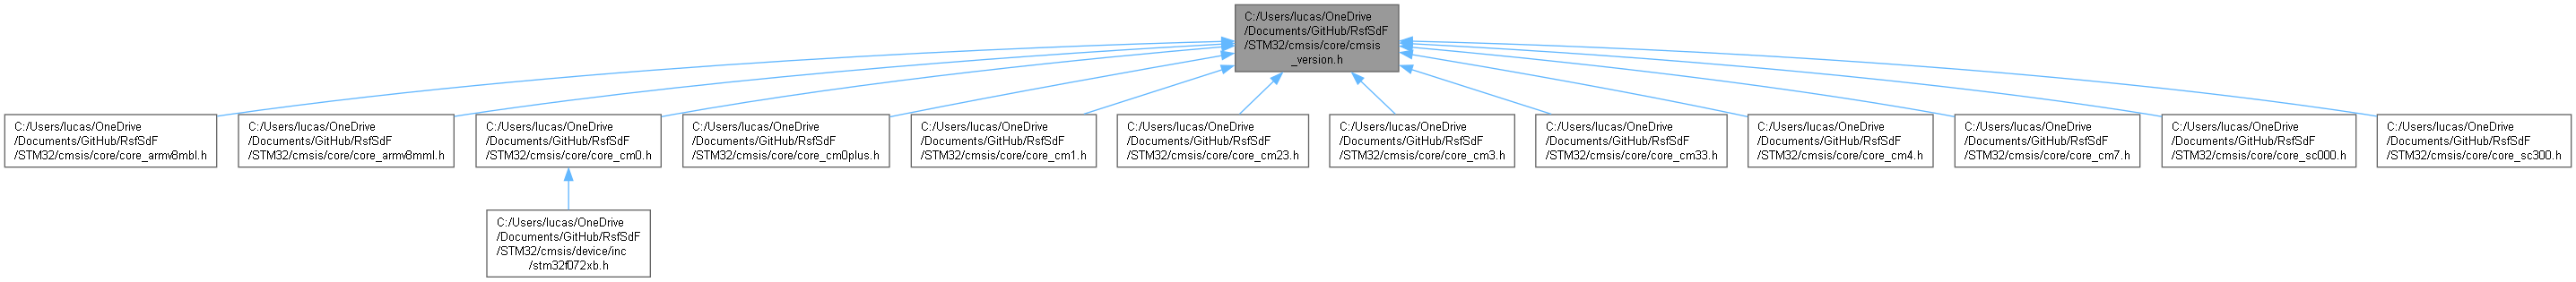 C:/Users/lucas/OneDrive
/Documents/GitHub/RsfSdF
/STM32/cmsis/core/cmsis
_version.h
C:/Users/lucas/OneDrive
/Documents/GitHub/RsfSdF
/STM32/cmsis/core/core_armv8mbl.h
C:/Users/lucas/OneDrive
/Documents/GitHub/RsfSdF
/STM32/cmsis/core/core_armv8mml.h
C:/Users/lucas/OneDrive
/Documents/GitHub/RsfSdF
/STM32/cmsis/core/core_cm0.h
C:/Users/lucas/OneDrive
/Documents/GitHub/RsfSdF
/STM32/cmsis/core/core_cm0plus.h
C:/Users/lucas/OneDrive
/Documents/GitHub/RsfSdF
/STM32/cmsis/core/core_cm1.h
C:/Users/lucas/OneDrive
/Documents/GitHub/RsfSdF
/STM32/cmsis/core/core_cm23.h
C:/Users/lucas/OneDrive
/Documents/GitHub/RsfSdF
/STM32/cmsis/core/core_cm3.h
C:/Users/lucas/OneDrive
/Documents/GitHub/RsfSdF
/STM32/cmsis/core/core_cm33.h
C:/Users/lucas/OneDrive
/Documents/GitHub/RsfSdF
/STM32/cmsis/core/core_cm4.h
C:/Users/lucas/OneDrive
/Documents/GitHub/RsfSdF
/STM32/cmsis/core/core_cm7.h
C:/Users/lucas/OneDrive
/Documents/GitHub/RsfSdF
/STM32/cmsis/core/core_sc000.h
C:/Users/lucas/OneDrive
/Documents/GitHub/RsfSdF
/STM32/cmsis/core/core_sc300.h
C:/Users/lucas/OneDrive
/Documents/GitHub/RsfSdF
/STM32/cmsis/device/inc
/stm32f072xb.h